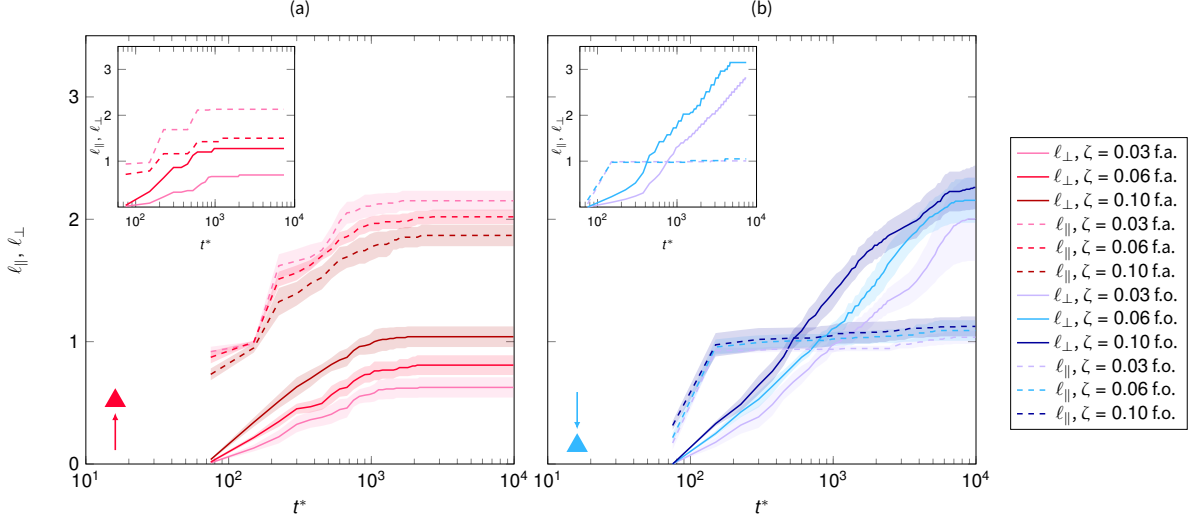 (a)
3
2
1
0
ℓ∥, ℓ⊥
10¹
10²
10³
10⁴
t*
3
2
1
ℓ∥, ℓ⊥
10²
10³
10⁴
t*
(b)
10¹
10²
10³
10⁴
t*
3
2
1
ℓ∥, ℓ⊥
10²
10³
10⁴
t*
ℓ⊥, ζ = 0.03 f.a.
ℓ⊥, ζ = 0.06 f.a.
ℓ⊥, ζ = 0.10 f.a.
ℓ∥, ζ = 0.03 f.a.
ℓ∥, ζ = 0.06 f.a.
ℓ∥, ζ = 0.10 f.a.
ℓ⊥, ζ = 0.03 f.o.
ℓ⊥, ζ = 0.06 f.o.
ℓ⊥, ζ = 0.10 f.o.
ℓ∥, ζ = 0.03 f.o.
ℓ∥, ζ = 0.06 f.o.
ℓ∥, ζ = 0.10 f.o.